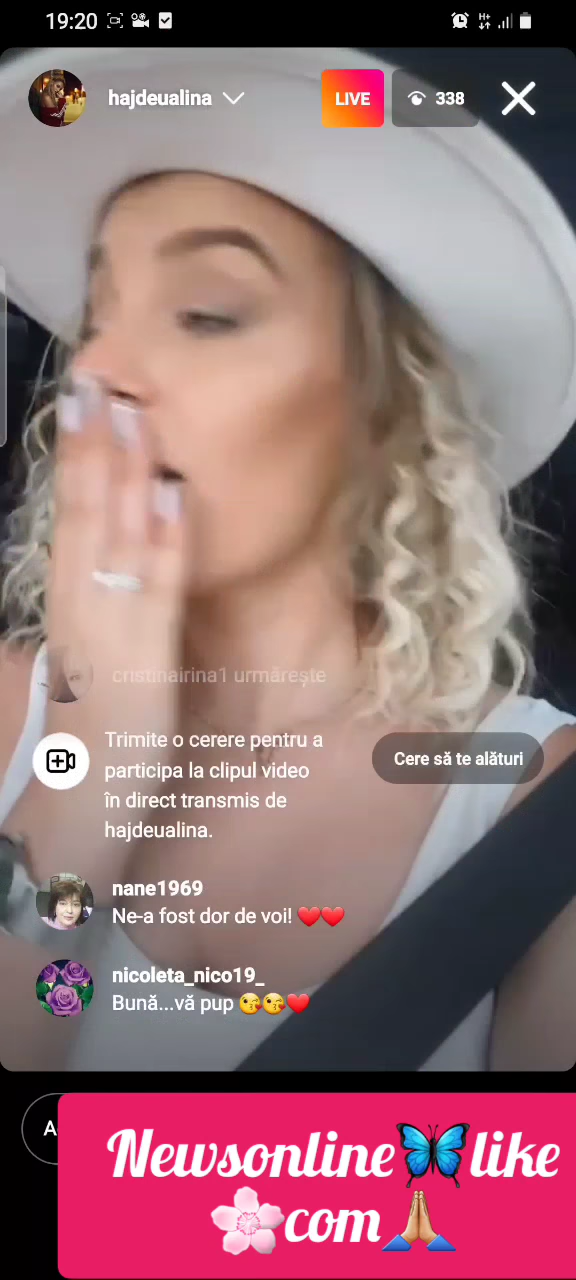 19:20
H+
hajdeualina
LIVE
338
cristinairina1 urmărește
Trimite o cerere pentru a
participa la clipul video
în direct transmis de
hajdeualina.
Cere să te alături
nane1969
Ne-a fost dor de voi! ❤️❤️
nicoleta_nico19_
Bună...vă pup 😘😘❤️
Newsonline🦋like
🌸com🙏🏼